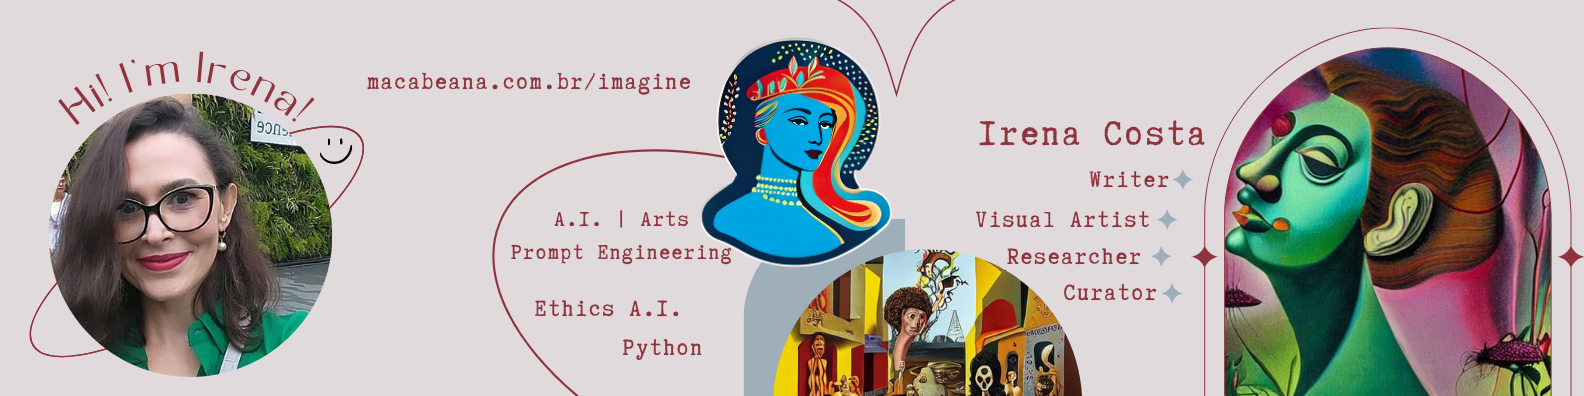 Hi! I'm Irena!
macabeana.com.br/imagine
A.I. | Arts
Prompt Engineering
Ethics A.I.
Python
Irena Costa
Writer
Visual Artist
Researcher
Curator